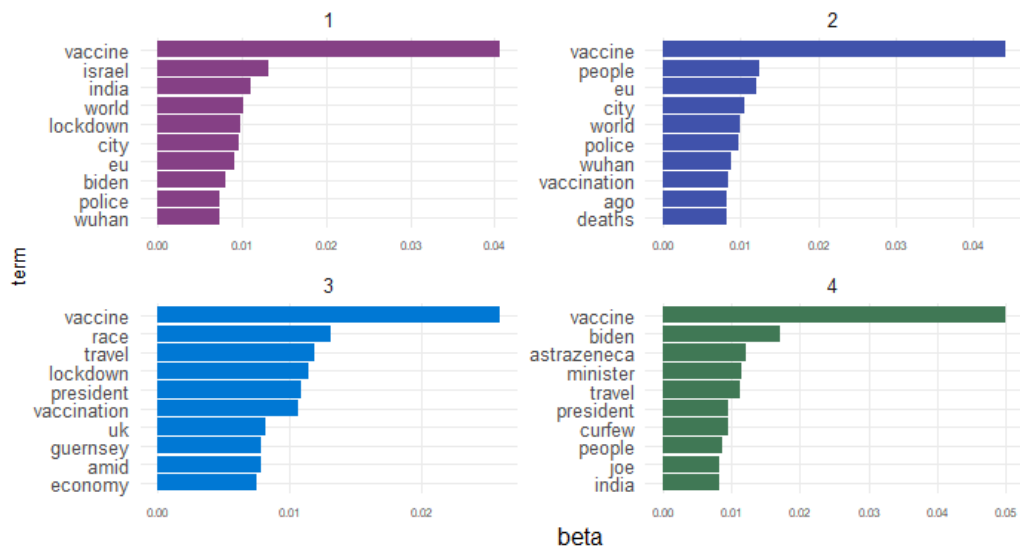 1
vaccine
israel
india
world
lockdown
city
eu
biden
police
wuhan
0.00 0.01 0.02 0.03 0.04
2
vaccine
people
eu
city
world
police
wuhan
vaccination
ago
deaths
0.00 0.01 0.02 0.03 0.04
term
3
vaccine
race
travel
lockdown
president
vaccination
uk
guernsey
amid
economy
0.00 0.01 0.02
4
vaccine
biden
astrazeneca
minister
travel
president
curfew
people
joe
india
0.00 0.01 0.02 0.03 0.04 0.05
beta